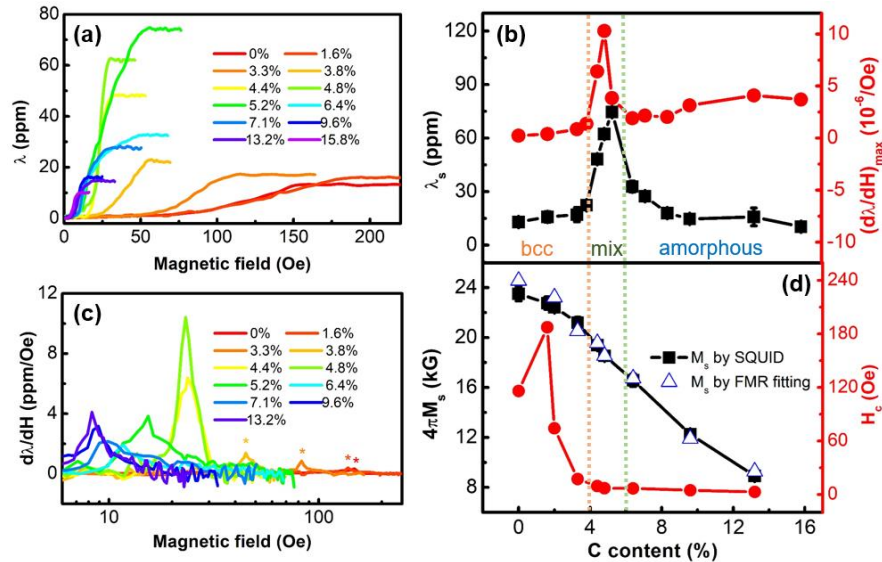 (a)
80
60
40
20
0
λ (ppm)
0 50 100 150 200
Magnetic field (Oe)
0% 1.6%
3.3% 3.8%
4.4% 4.8%
5.2% 6.4%
7.1% 9.6%
13.2% 15.8%
(b)
120
90
60
30
0
λs (ppm)
10
5
0
-5
-10
(dλ/dH)max (10-6/Oe)
bcc mix amorphous
(c)
12
8
4
0
dλ/dH (ppm/Oe)
10 100
Magnetic field (Oe)
0% 1.6%
3.3% 3.8%
4.4% 4.8%
5.2% 6.4%
7.1% 9.6%
13.2%
* * * *
(d)
24
20
16
12
8
4πMs (kG)
240
180
120
60
0
Hc (Oe)
Ms by SQUID
Ms by FMR fitting
0 4 8 12 16
C content (%)